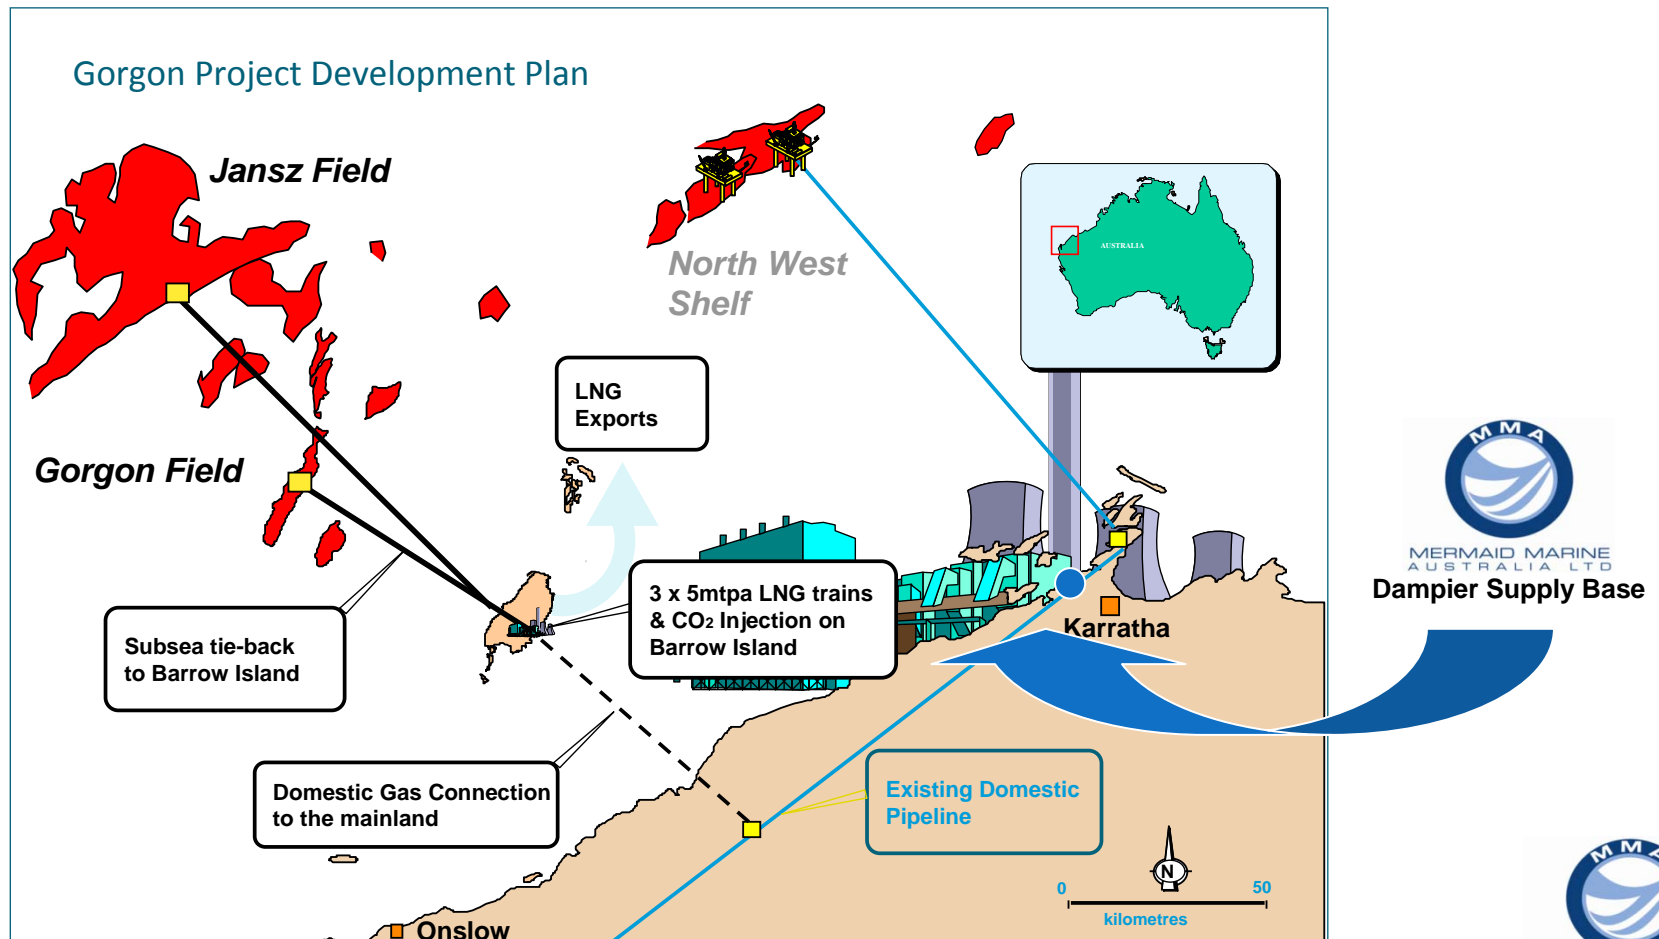 Gorgon Project Development Plan
Jansz Field
North West
Shelf
AUSTRALIA
LNG
Exports
Gorgon Field
MMA
MERMAID MARINE
AUSTRALIA LTD
Dampier Supply Base
3 x 5mtpa LNG trains
& CO2 Injection on
Barrow Island
Karratha
Subsea tie-back
to Barrow Island
Domestic Gas Connection
to the mainland
Existing Domestic
Pipeline
N
0 50
kilometres
MMA
Onslow